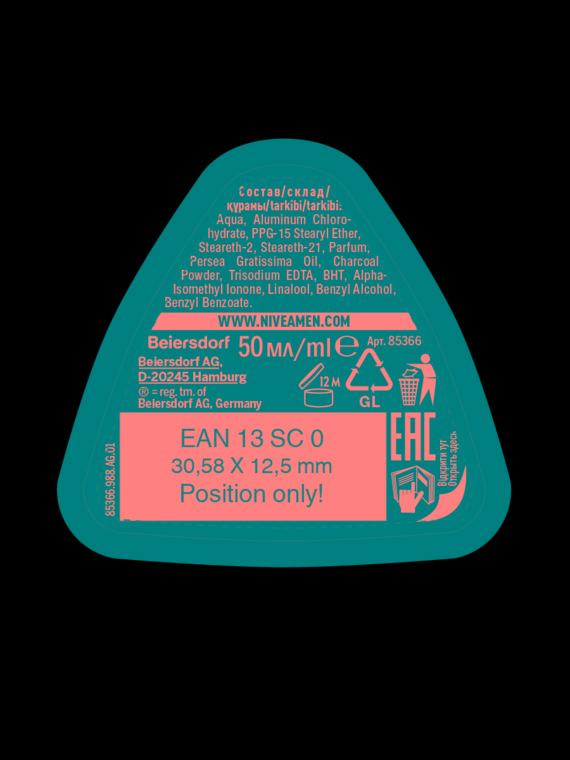 Состав/склад/
құрамы/tarkibi/tarkibi:
Aqua, Aluminum Chloro-
hydrate, PPG-15 Stearyl Ether,
Steareth-2, Steareth-21, Parfum,
Persea Gratissima Oil, Charcoal
Powder, Trisodium EDTA, BHT, Alpha-
Isomethyl Ionone, Linalool, Benzyl Alcohol,
Benzyl Benzoate.
WWW.NIVEAMEN.COM
Beiersdorf 50 мл/ml ℮ Арт. 85366
Beiersdorf AG,
D-20245 Hamburg
® = reg. tm. of
Beiersdorf AG, Germany
12 M
GL
EAC
EAN 13 SC 0
30,58 X 12,5 mm
Position only!
85366.988.AG.01
Відкрити тут
Открыть здесь